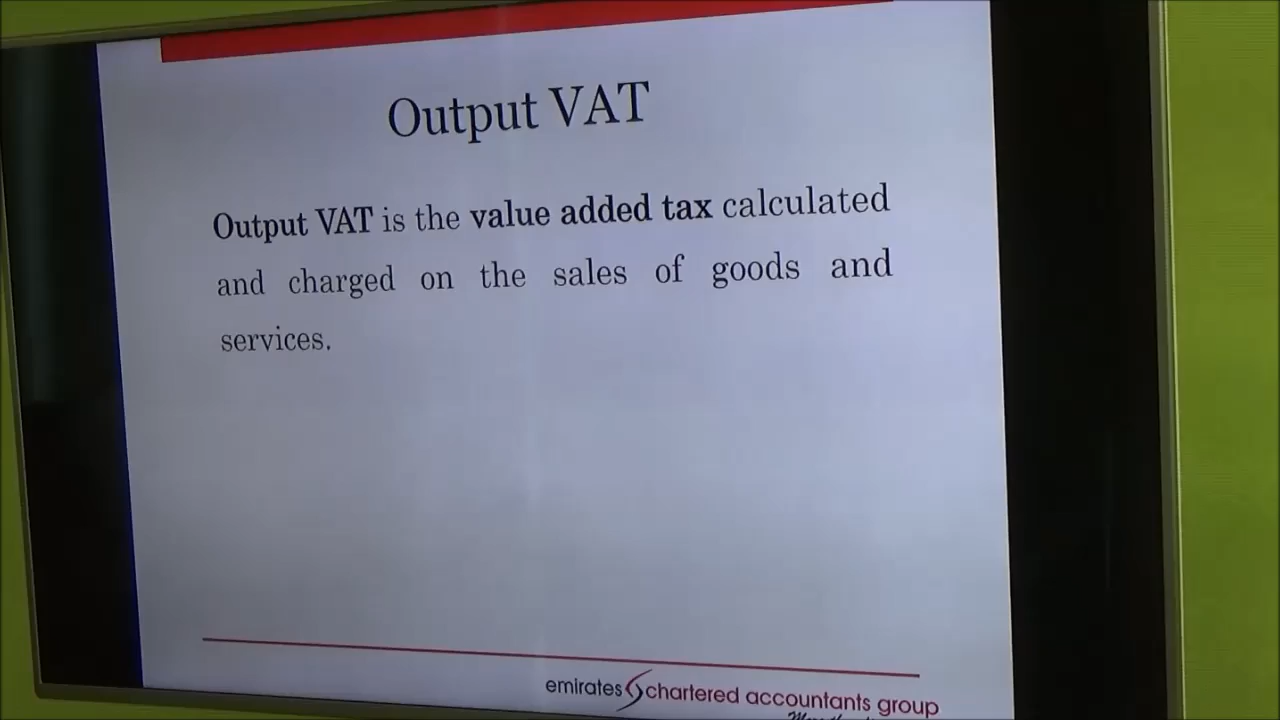 Output VAT
Output VAT is the value added tax calculated
and charged on the sales of goods and
services.
emirates chartered accountants group